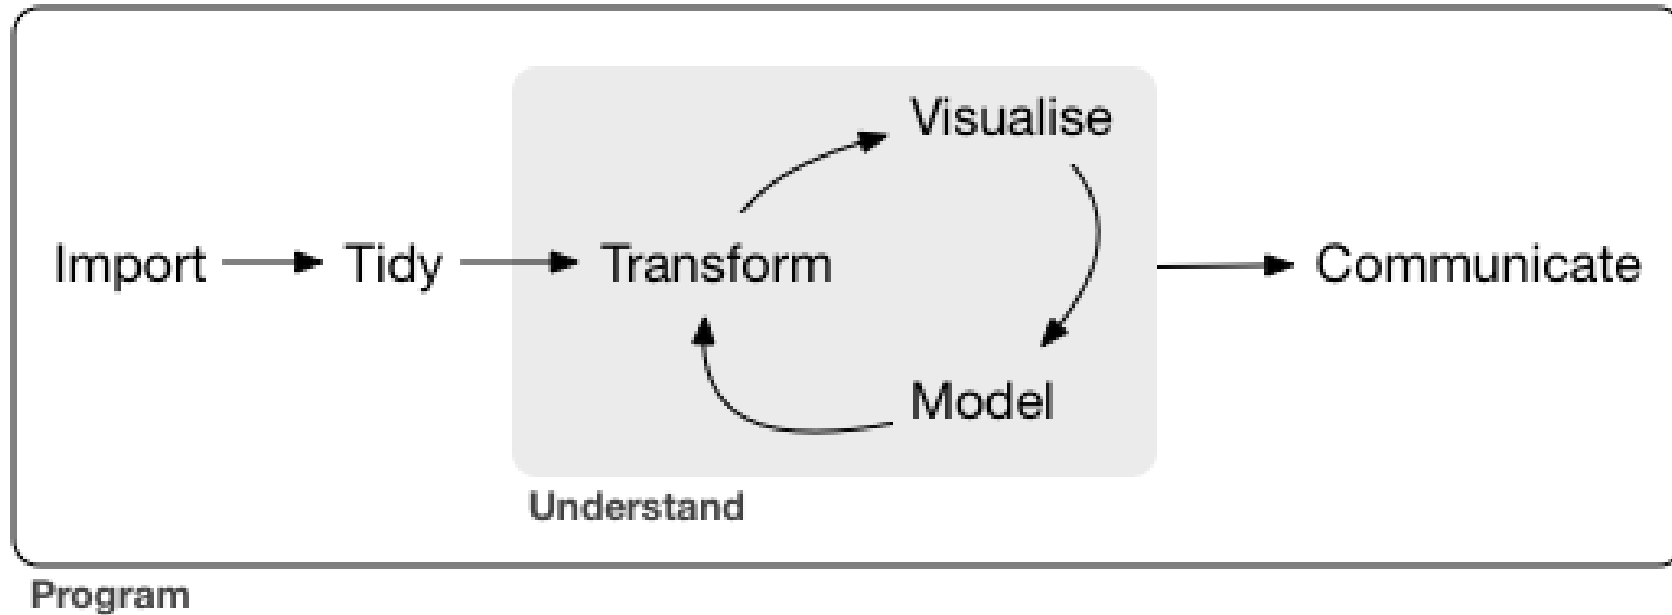 Visualise
Import
Tidy
Transform
Communicate
Model
Understand
Program